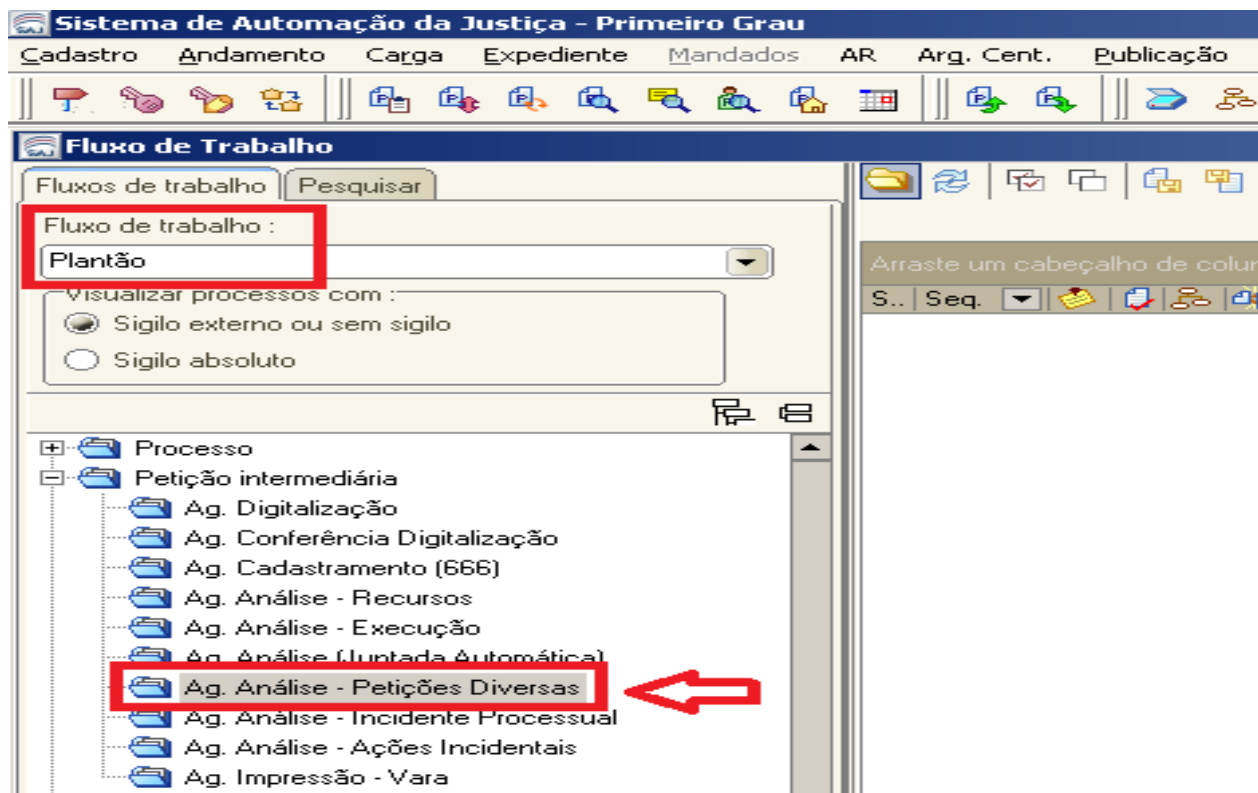 Sistema de Automação da Justiça - Primeiro Grau
Cadastro Andamento Carga Expediente Mandados AR Arq. Cent. Publicação
Fluxo de Trabalho
Fluxos de trabalho Pesquisar
Fluxo de trabalho :
Plantão
Arraste um cabeçalho de colur
Visualizar processos com :
S.. Seq.
Sigilo externo ou sem sigilo
Sigilo absoluto
Processo
Petição intermediária
Ag. Digitalização
Ag. Conferência Digitalização
Ag. Cadastramento (666)
Ag. Análise - Recursos
Ag. Análise - Execução
Ag. Análise (Juntada Automática)
Ag. Análise - Petições Diversas
Ag. Análise - Incidente Processual
Ag. Análise - Ações Incidentais
Ag. Impressão - Vara